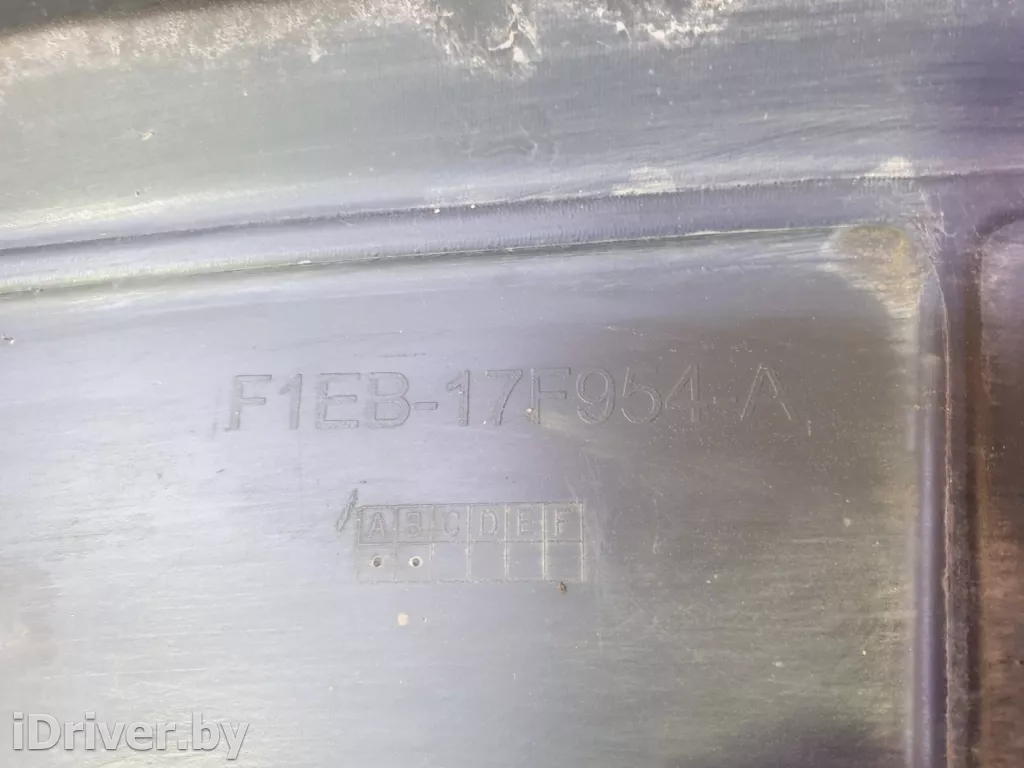 F1EB-17F954-A
A B C D E F
iDriver.by